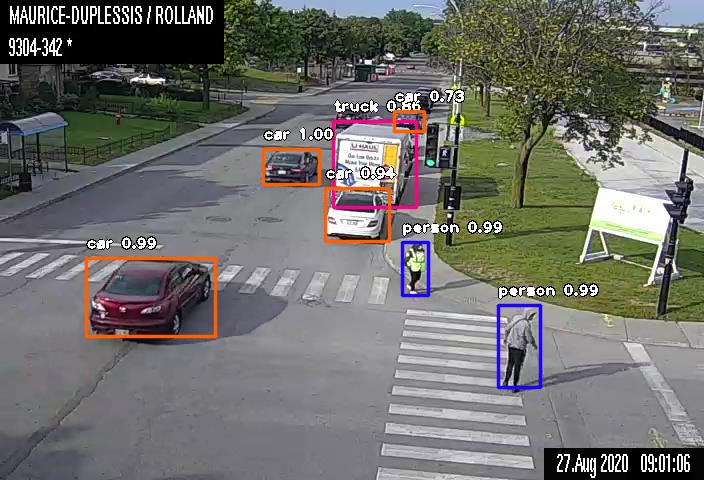 MAURICE-DUPLESSIS / ROLLAND
9304-342 *
car 0.73
truck 0.86
car 1.00
U-HAUL
car 0.94
person 0.99
car 0.99
person 0.99
27.Aug 2020 09:01:06